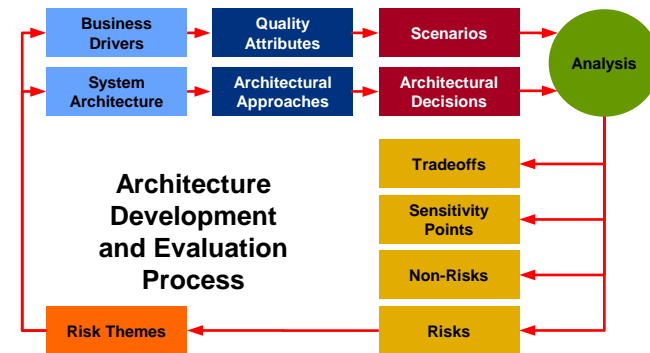 Business
Drivers
Quality
Attributes
Scenarios
System
Architecture
Architectural
Approaches
Architectural
Decisions
Analysis
Tradeoffs
Sensitivity
Points
Non-Risks
Risks
Architecture
Development
and Evaluation
Process
Risk Themes